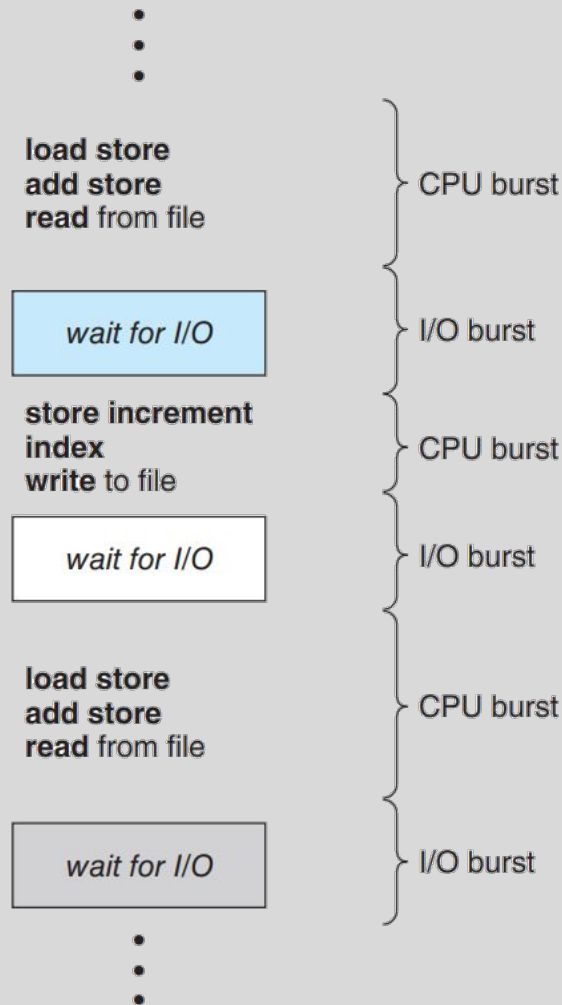 load store
add store
read from file
CPU burst
wait for I/O
I/O burst
store increment
index
write to file
CPU burst
wait for I/O
I/O burst
load store
add store
read from file
CPU burst
wait for I/O
I/O burst